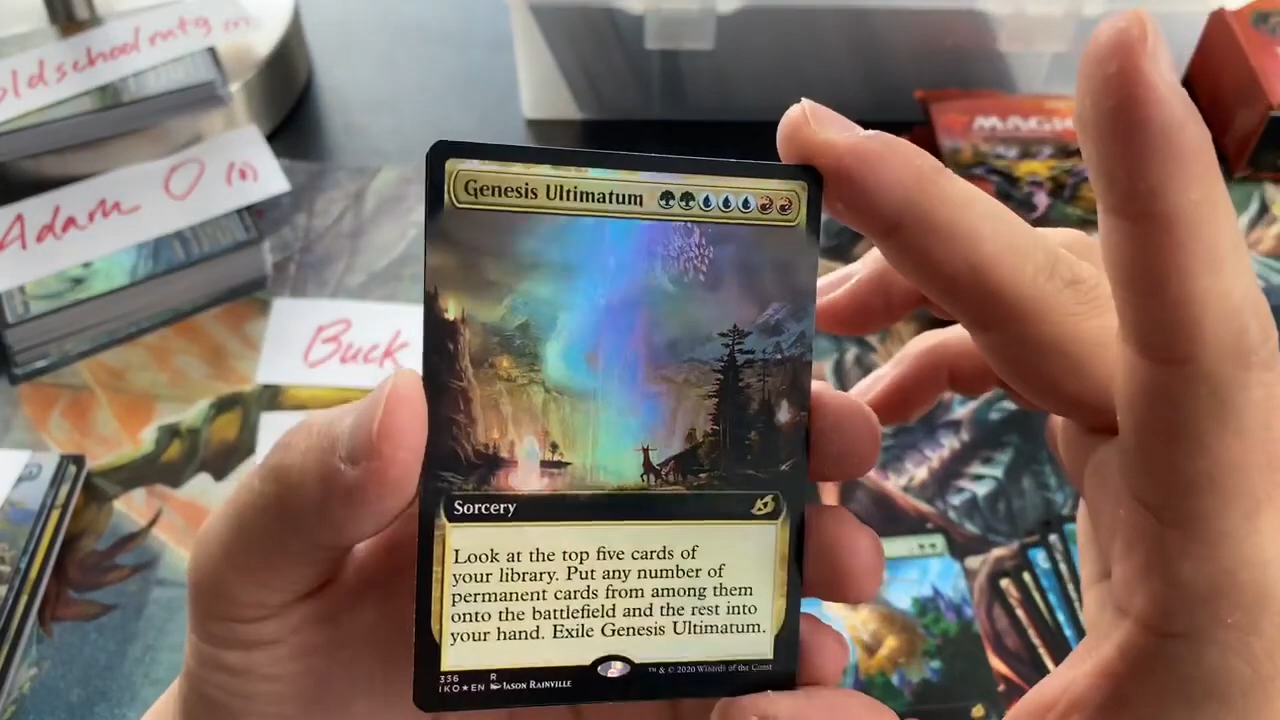 oldschoolmtg
Adam O (0)
Buck
MAGIC
Genesis Ultimatum
Sorcery
Look at the top five cards of
your library. Put any number of
permanent cards from among them
onto the battlefield and the rest into
your hand. Exile Genesis Ultimatum.
336 R
IKO★EN JASON RAINVILLE
™ & © 2020 Wizards of the Coast